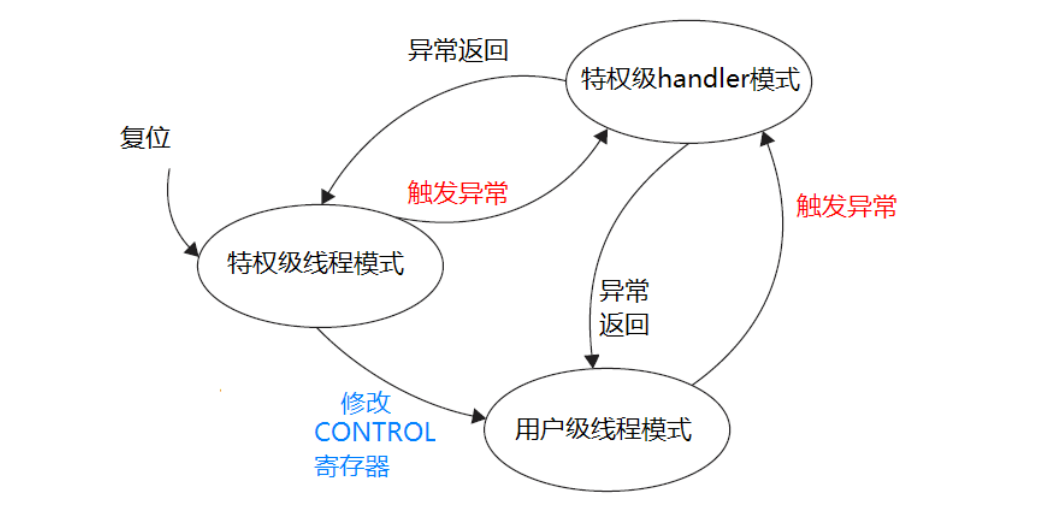 异常返回
特权级handler模式
复位
触发异常
触发异常
特权级线程模式
异常
返回
修改
CONTROL
寄存器
用户级线程模式